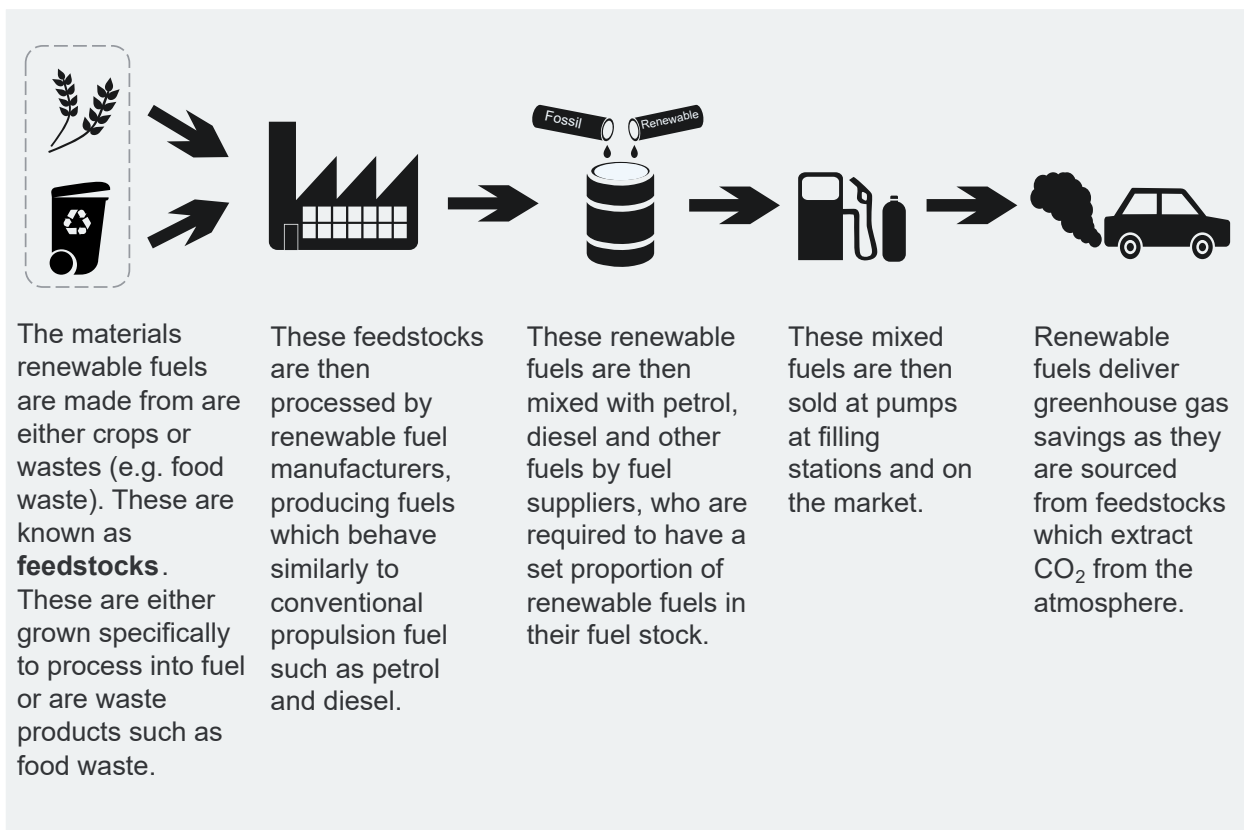 Fossil
Renewable
The materials
renewable fuels
are made from are
either crops or
wastes (e.g. food
waste). These are
known as
feedstocks.
These are either
grown specifically
to process into fuel
or are waste
products such as
food waste.
These feedstocks
are then
processed by
renewable fuel
manufacturers,
producing fuels
which behave
similarly to
conventional
propulsion fuel
such as petrol
and diesel.
These renewable
fuels are then
mixed with petrol,
diesel and other
fuels by fuel
suppliers, who are
required to have a
set proportion of
renewable fuels in
their fuel stock.
These mixed
fuels are then
sold at pumps
at filling
stations and on
the market.
Renewable
fuels deliver
greenhouse gas
savings as they
are sourced
from feedstocks
which extract
CO₂ from the
atmosphere.